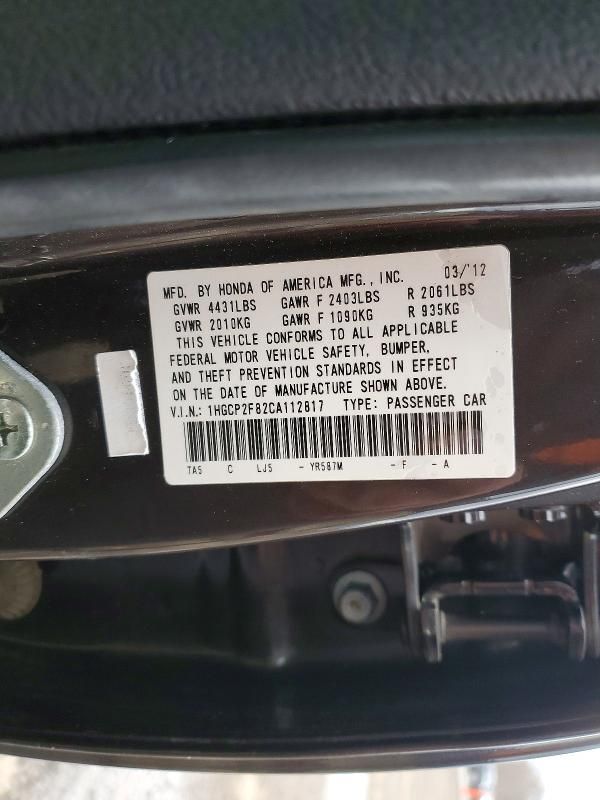 MFD. BY HONDA OF AMERICA MFG., INC. 03/'12
GVWR 4431LBS GAWR F 2403LBS R 2061LBS
GVWR 2010KG GAWR F 1090KG R 935KG
THIS VEHICLE CONFORMS TO ALL APPLICABLE
FEDERAL MOTOR VEHICLE SAFETY, BUMPER,
AND THEFT PREVENTION STANDARDS IN EFFECT
ON THE DATE OF MANUFACTURE SHOWN ABOVE.
V.I.N.: 1HGCP2F82CA112817 TYPE: PASSENGER CAR
TA5 C LJ5 - YR587M - F - A